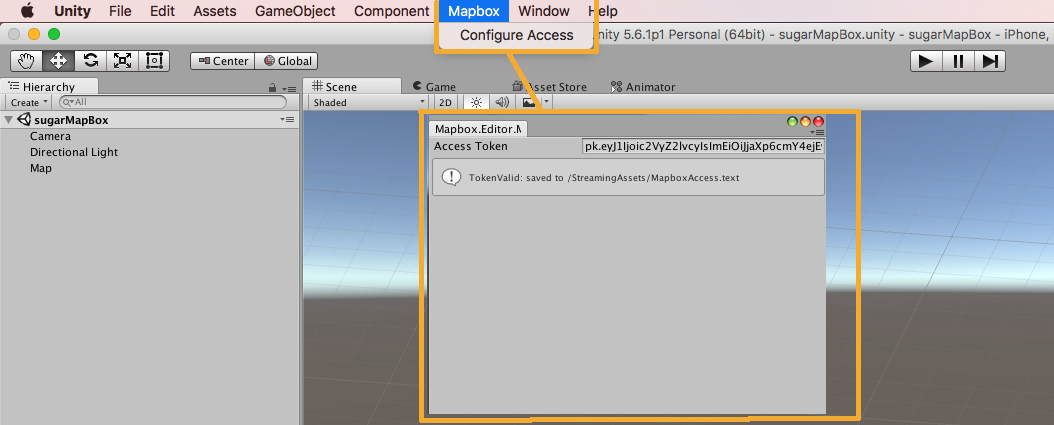 Unity File Edit Assets GameObject Component Mapbox Window Help
Configure Access
Unity 5.6.1p1 Personal (64bit) - sugarMapBox.unity - sugarMapBox - iPhone,
Center Global
Hierarchy
Create All
sugarMapBox
Camera
Directional Light
Map
Scene Game Asset Store Animator
Shaded 2D
Mapbox.Editor.M
Access Token
TokenValid: saved to /StreamingAssets/MapboxAccess.text